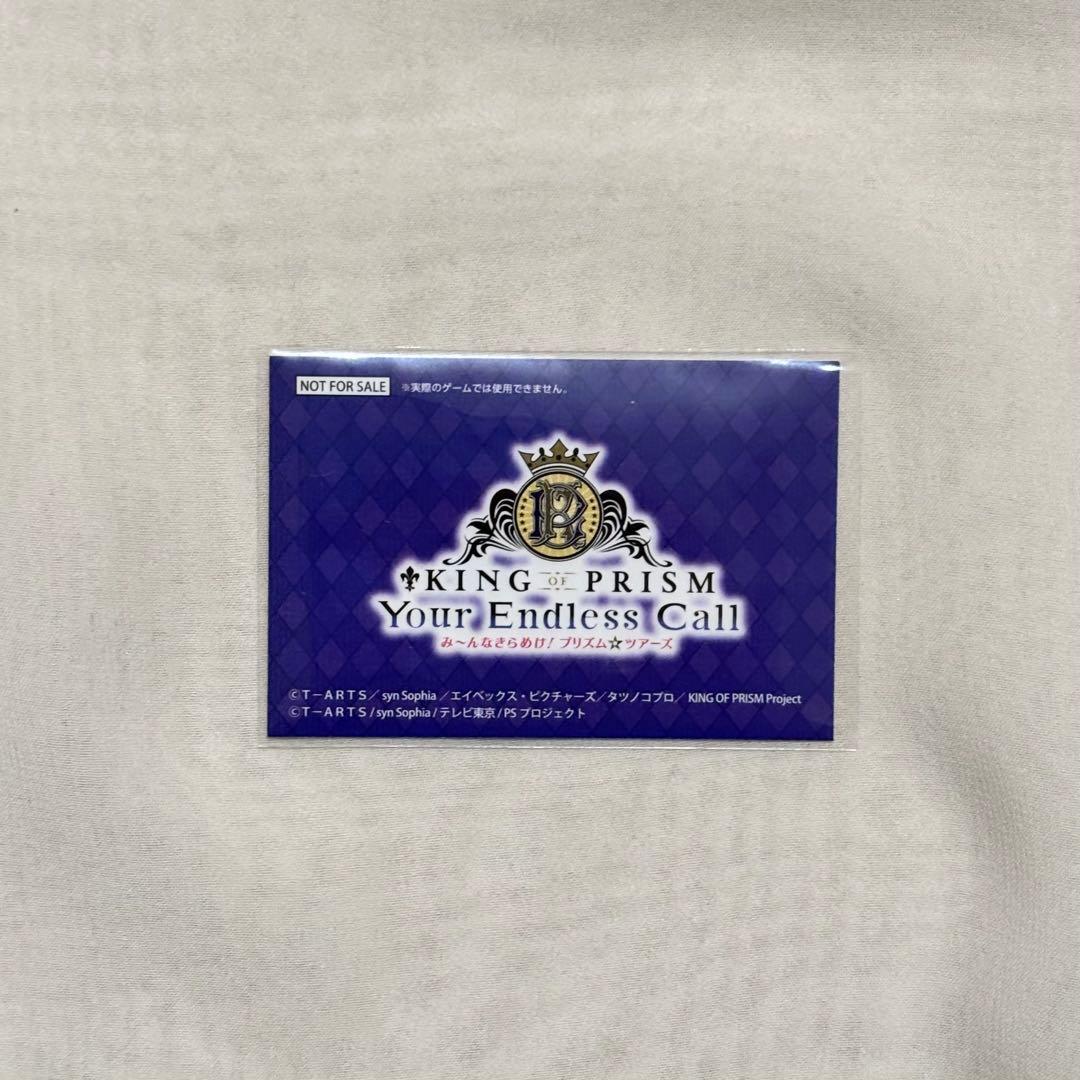 NOT FOR SALE ※実際のゲームでは使用できません。
KING OF PRISM
Your Endless Call
み～んなきらめけ！プリズム☆ツアーズ
©T－ARTS／syn Sophia／エイベックス・ピクチャーズ／タツノコプロ／KING OF PRISM Project
©T－ARTS / syn Sophia / テレビ東京 / PS プロジェクト